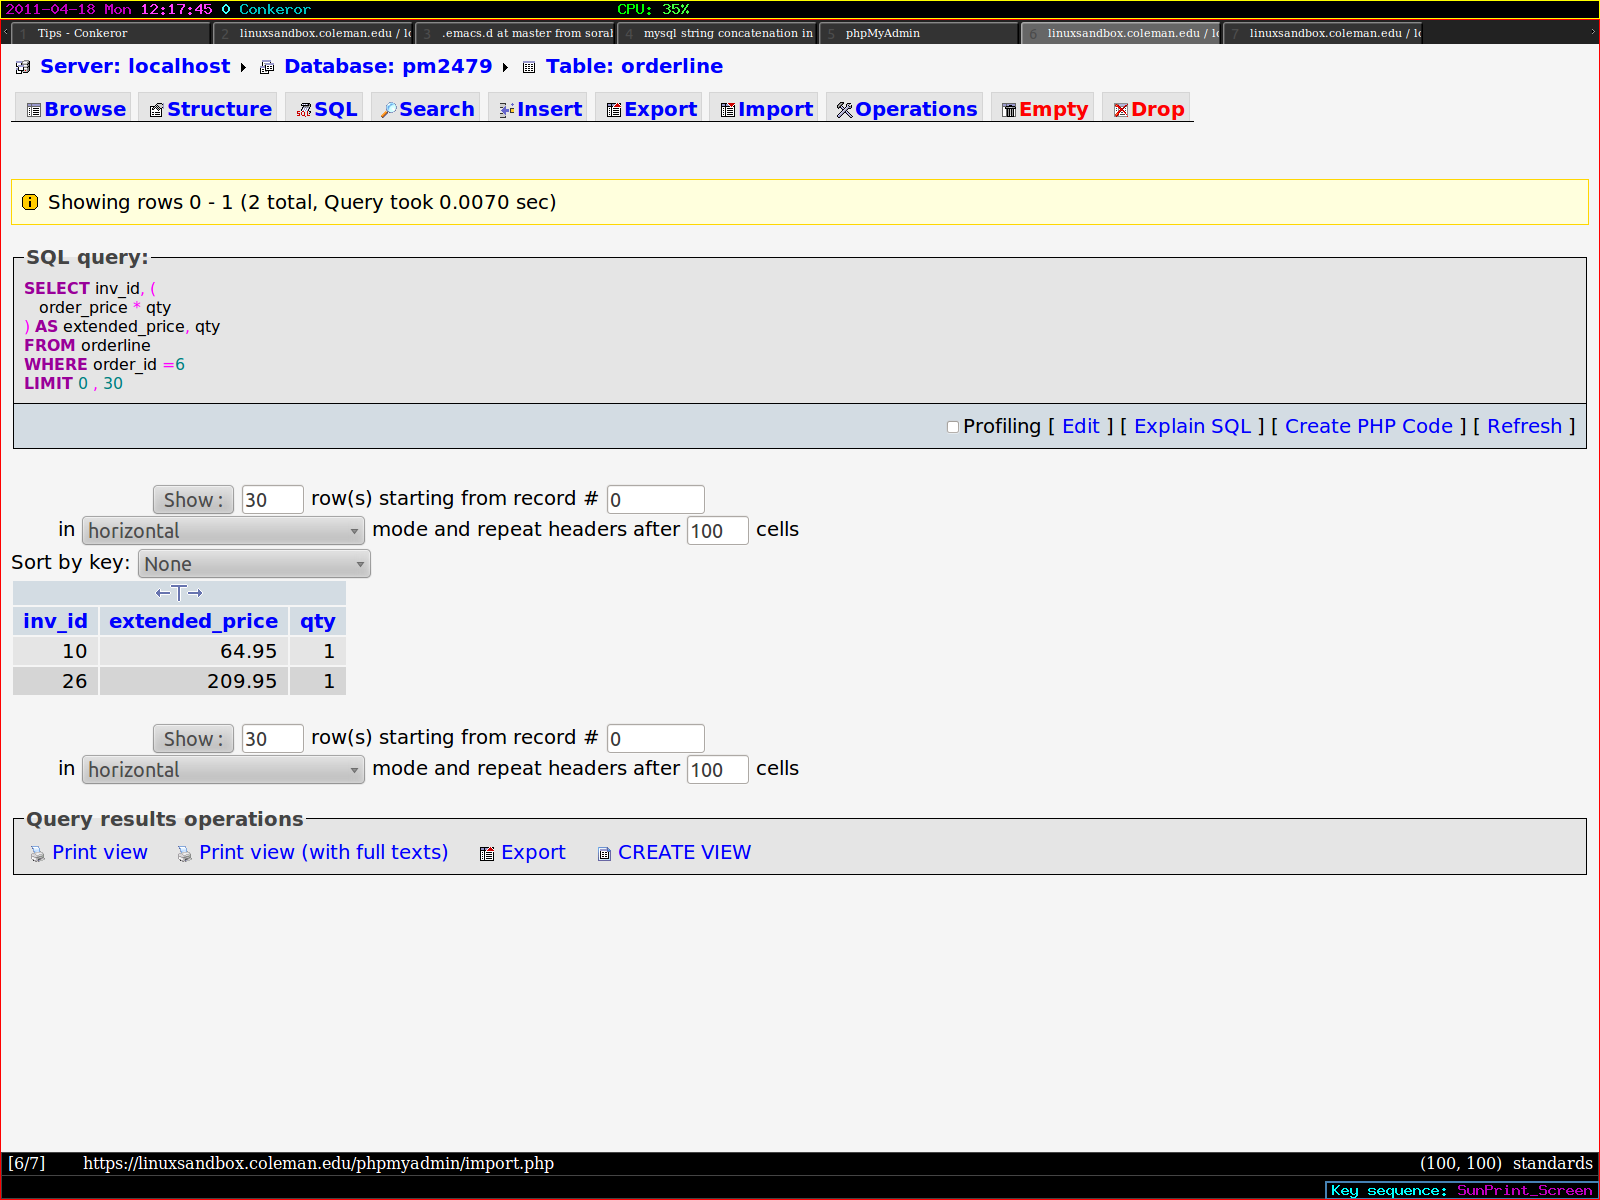 2011-04-18 Mon 12:17:45 0 Conkeror CPU: 35%
1 Tips - Conkeror 2 linuxsandbox.coleman.edu / lo 3 .emacs.d at master from soral 4 mysql string concatenation in 5 phpMyAdmin 6 linuxsandbox.coleman.edu / lo 7 linuxsandbox.coleman.edu / lo
Server: localhost Database: pm2479 Table: orderline
Browse Structure SQL Search Insert Export Import Operations Empty Drop
Showing rows 0 - 1 (2 total, Query took 0.0070 sec)
SQL query:
SELECT inv_id, (
order_price * qty
) AS extended_price, qty
FROM orderline
WHERE order_id =6
LIMIT 0 , 30
Profiling [ Edit ] [ Explain SQL ] [ Create PHP Code ] [ Refresh ]
Show : 30 row(s) starting from record # 0
in horizontal mode and repeat headers after 100 cells
Sort by key: None
←T→
inv_id extended_price qty
10 64.95 1
26 209.95 1
Show : 30 row(s) starting from record # 0
in horizontal mode and repeat headers after 100 cells
Query results operations
Print view Print view (with full texts) Export CREATE VIEW
[6/7] https://linuxsandbox.coleman.edu/phpmyadmin/import.php (100, 100) standards
Key sequence: SunPrint_Screen